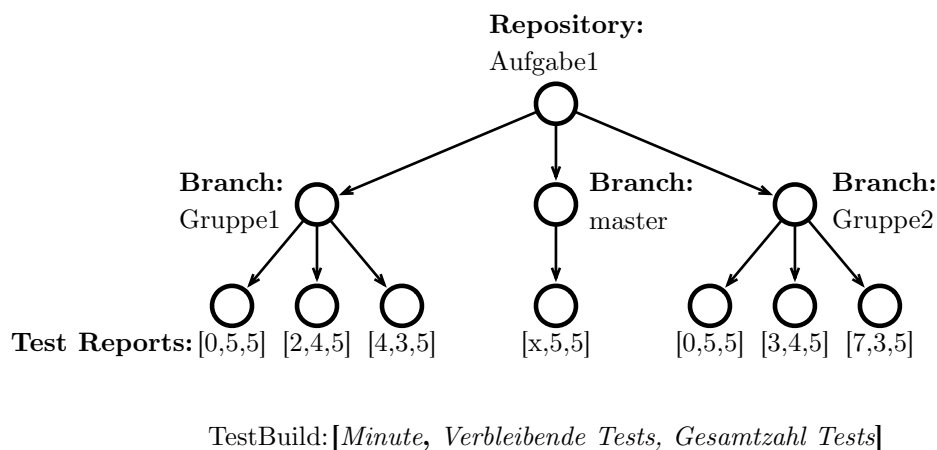 Repository:
Aufgabe1
Branch:
Gruppe1
Branch:
master
Branch:
Gruppe2
Test Reports: [0,5,5] [2,4,5] [4,3,5] [x,5,5] [0,5,5] [3,4,5] [7,3,5]
TestBuild: [Minute, Verbleibende Tests, Gesamtzahl Tests]